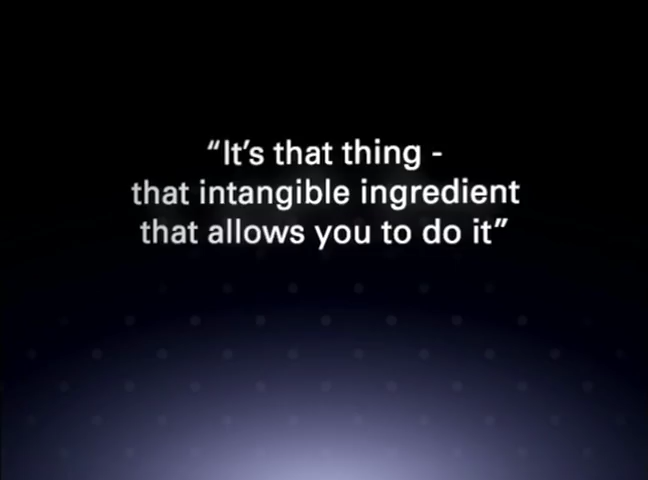 “It’s that thing -
that intangible ingredient
that allows you to do it”